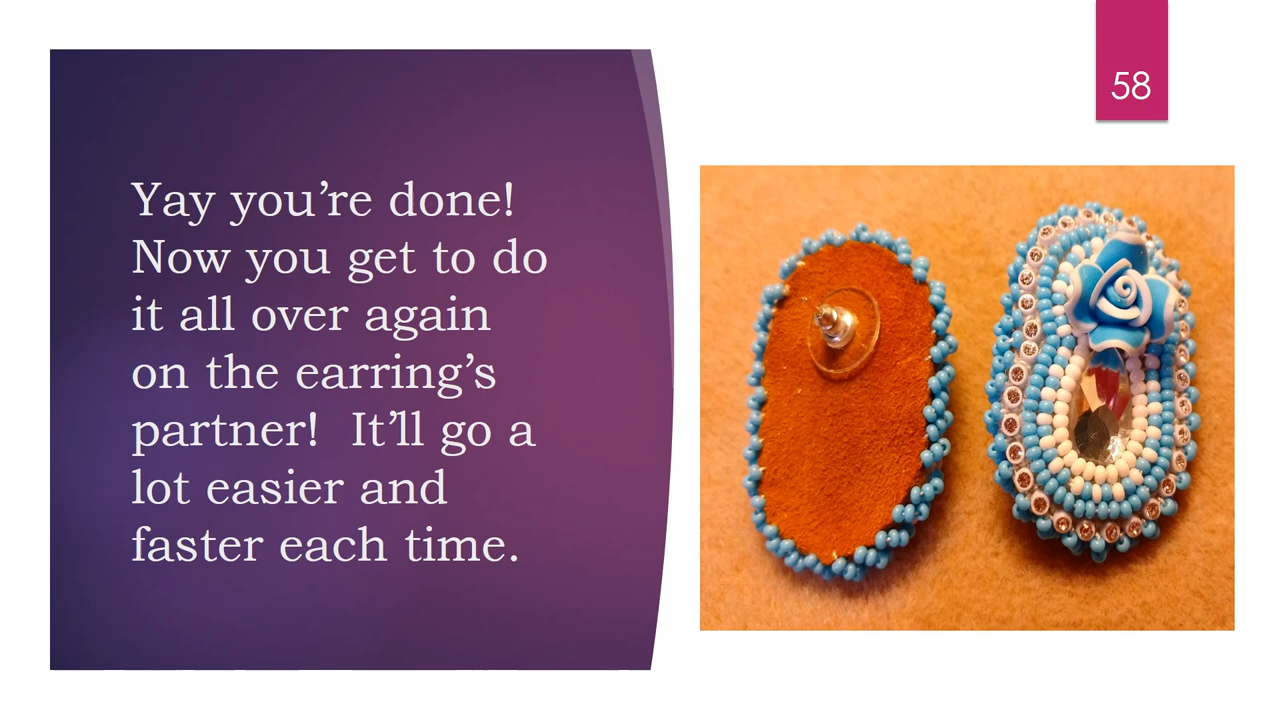 58
Yay you’re done!
Now you get to do
it all over again
on the earring’s
partner!  It’ll go a
lot easier and
faster each time.